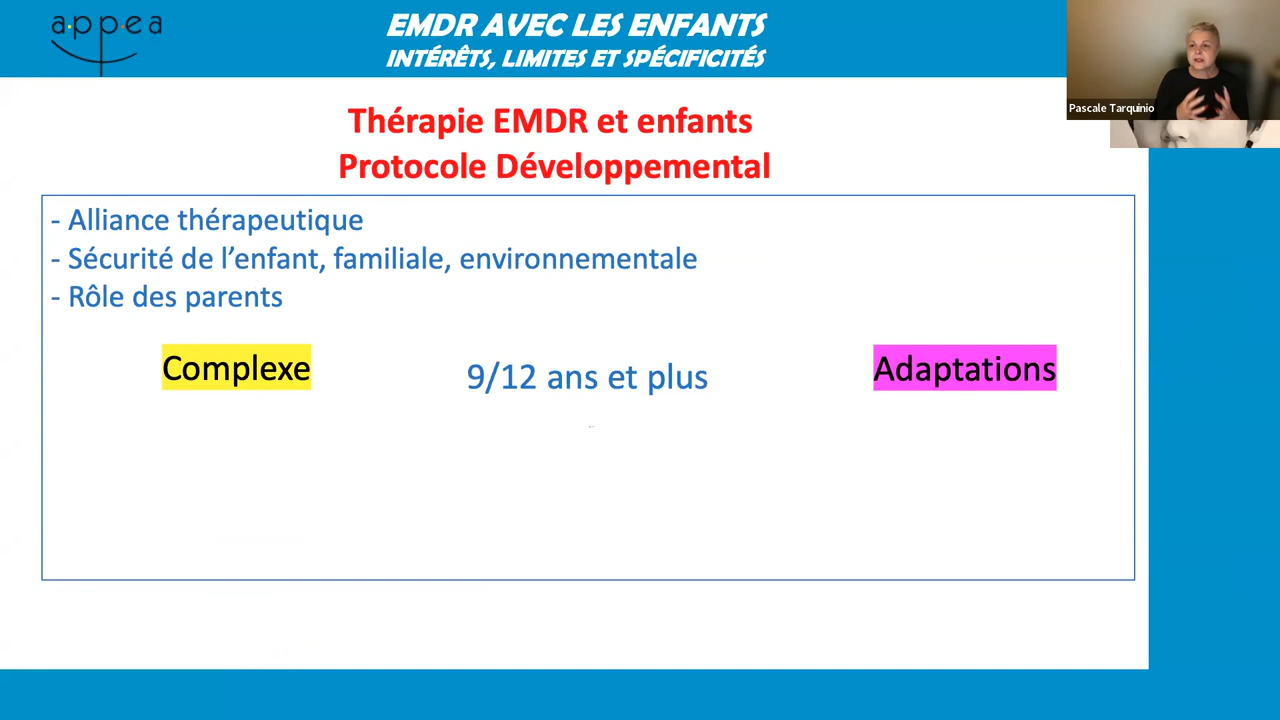 a·p·p·e·a
EMDR AVEC LES ENFANTS
INTÉRÊTS, LIMITES ET SPÉCIFICITÉS
Pascale Tarquinio
Thérapie EMDR et enfants
Protocole Développemental
- Alliance thérapeutique
- Sécurité de l’enfant, familiale, environnementale
- Rôle des parents
Complexe
9/12 ans et plus
Adaptations